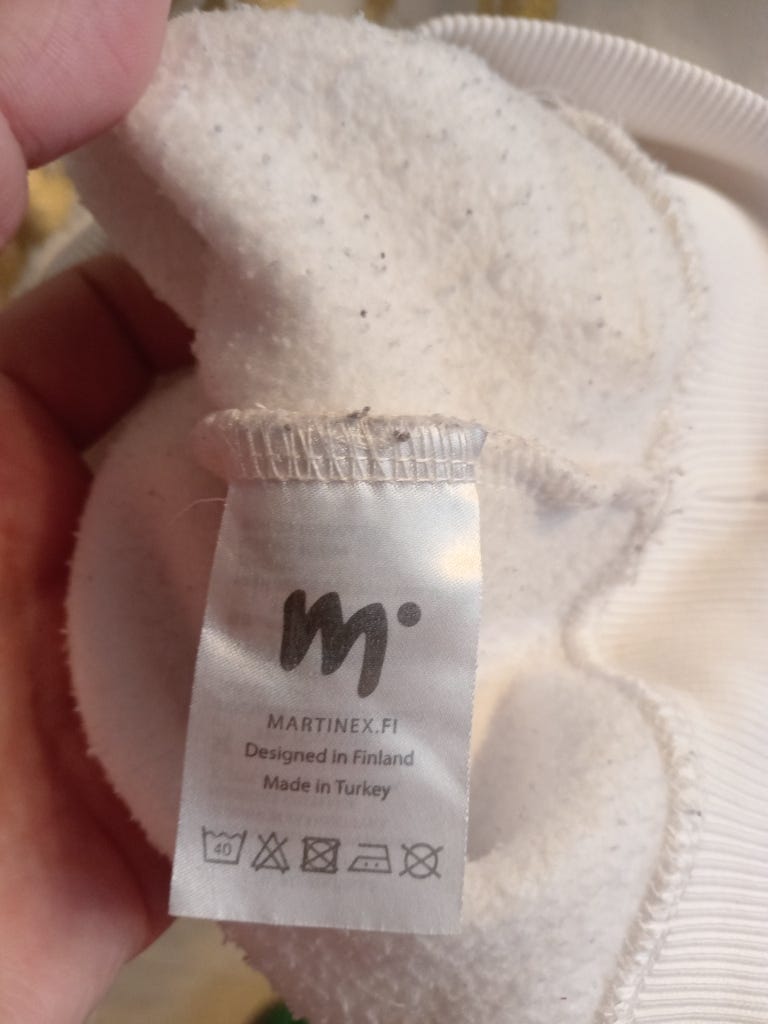 m
MARTINEX.FI
Designed in Finland
Made in Turkey
40